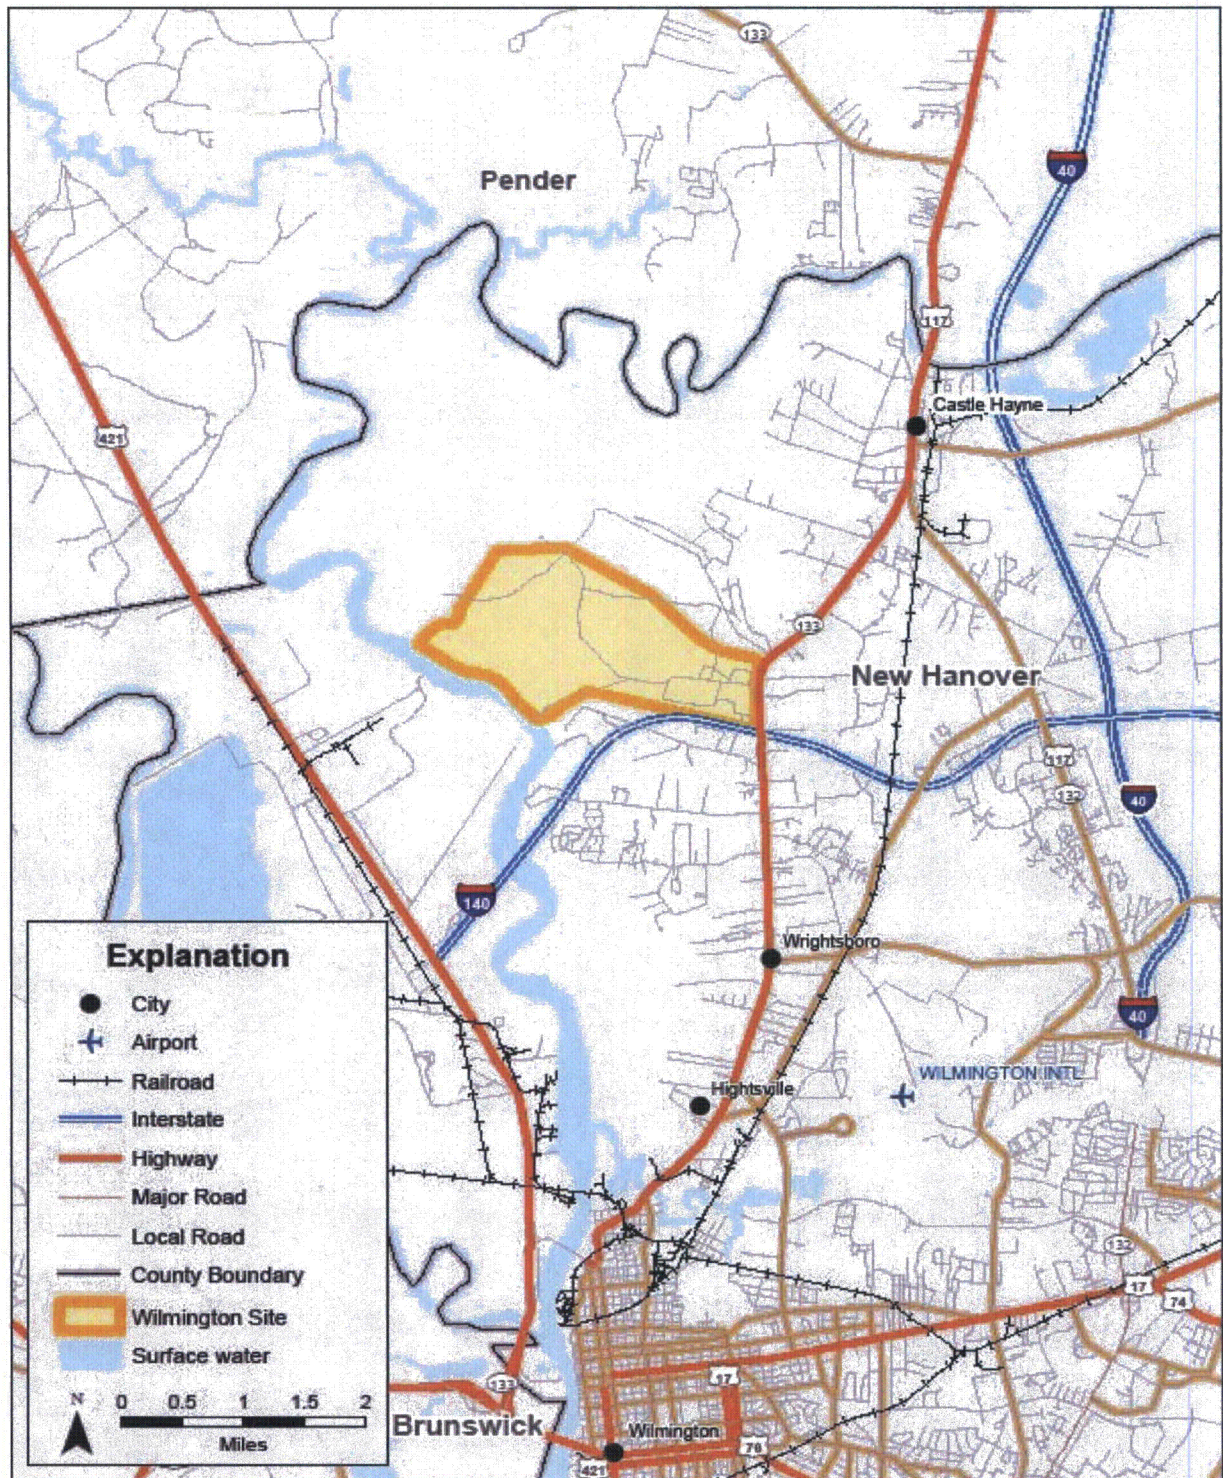 133
40
Pender
117
Castle Hayne
421
133
New Hanover
117
132
40
140
Wrightsboro
40
WILMINGTON INTL
Hightsville
132
17
74
133
17
Brunswick
Wilmington
76
421
Explanation
City
Airport
Railroad
Interstate
Highway
Major Road
Local Road
County Boundary
Wilmington Site
Surface water
N
0 0.5 1 1.5 2
Miles